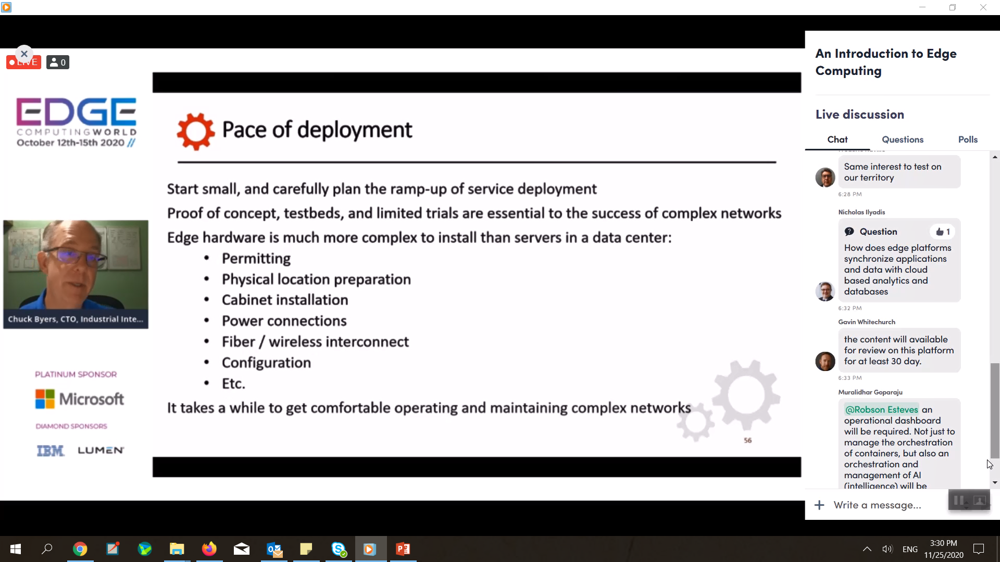 LIVE
0
EDGE
COMPUTINGWORLD
October 12th-15th 2020 //
Chuck Byers, CTO, Industrial Inte...
PLATINUM SPONSOR
Microsoft
DIAMOND SPONSORS
IBM LUMEN
Pace of deployment
Start small, and carefully plan the ramp-up of service deployment
Proof of concept, testbeds, and limited trials are essential to the success of complex networks
Edge hardware is much more complex to install than servers in a data center:
• Permitting
• Physical location preparation
• Cabinet installation
• Power connections
• Fiber / wireless interconnect
• Configuration
• Etc.
It takes a while to get comfortable operating and maintaining complex networks
56
An Introduction to Edge
Computing
Live discussion
Chat Questions Polls
Same interest to test on
our territory
6:28 PM
Nicholas Ilyadis
Question 1
How does edge platforms
synchronize applications
and data with cloud
based analytics and
databases
6:32 PM
Gavin Whitechurch
the content will available
for review on this platform
for at least 30 day.
6:33 PM
Muralidhar Goparaju
@Robson Esteves an
operational dashboard
will be required. Not just to
manage the orchestration
of containers, but also an
orchestration and
management of AI
(intelligence) will be
Write a message...
ENG
3:30 PM
11/25/2020